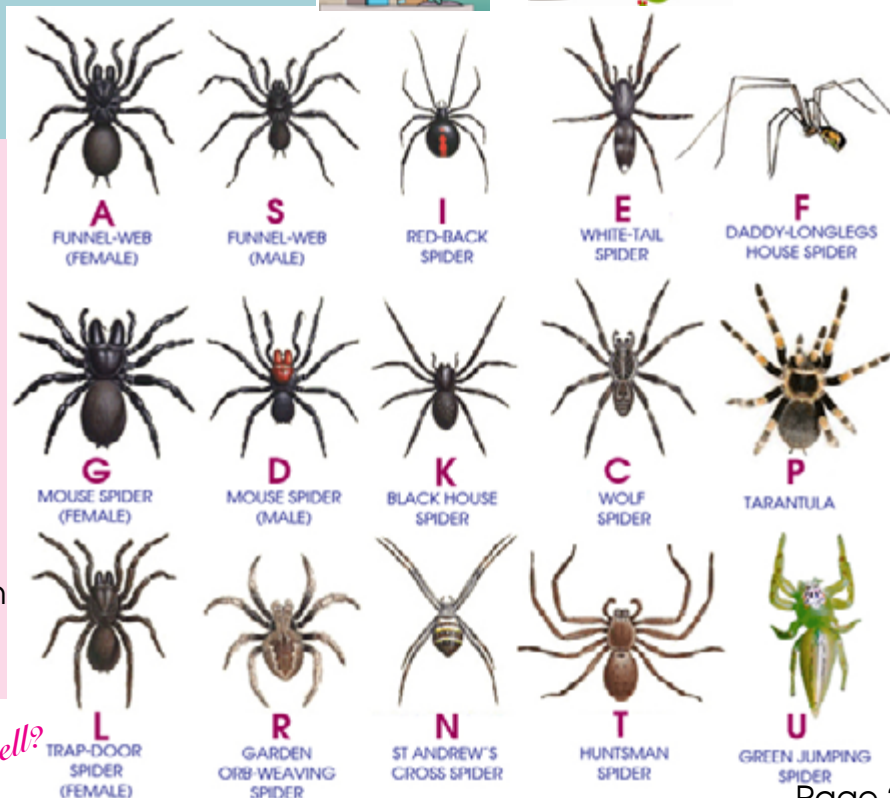 A
FUNNEL-WEB
(FEMALE)
S
FUNNEL-WEB
(MALE)
I
RED-BACK
SPIDER
E
WHITE-TAIL
SPIDER
F
DADDY-LONGLEGS
HOUSE SPIDER
G
MOUSE SPIDER
(FEMALE)
D
MOUSE SPIDER
(MALE)
K
BLACK HOUSE
SPIDER
C
WOLF
SPIDER
P
TARANTULA
L
TRAP-DOOR
SPIDER
(FEMALE)
R
GARDEN
ORB-WEAVING
SPIDER
N
ST ANDREW'S
CROSS SPIDER
T
HUNTSMAN
SPIDER
U
GREEN JUMPING
SPIDER
Page